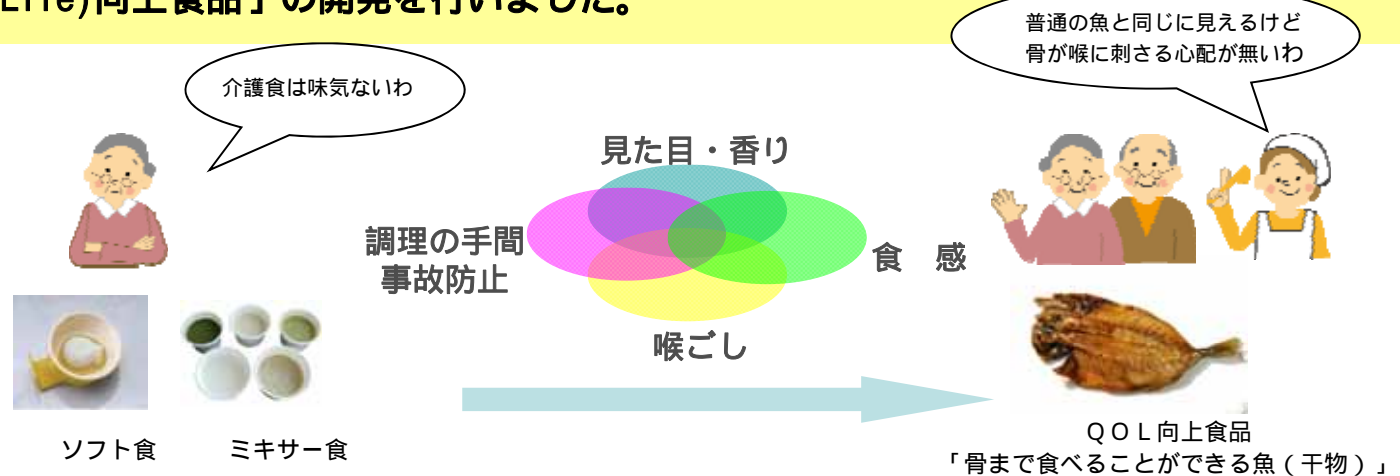 Life)向上食品」の開発を行いました。
普通の魚と同じに見えるけど
骨が喉に刺さる心配が無いわ
介護食は味気ないわ
見た目・香り
調理の手間
事故防止
食　感
喉ごし
ソフト食
ミキサー食
ＱＯＬ向上食品
「骨まで食べることができる魚（干物）」